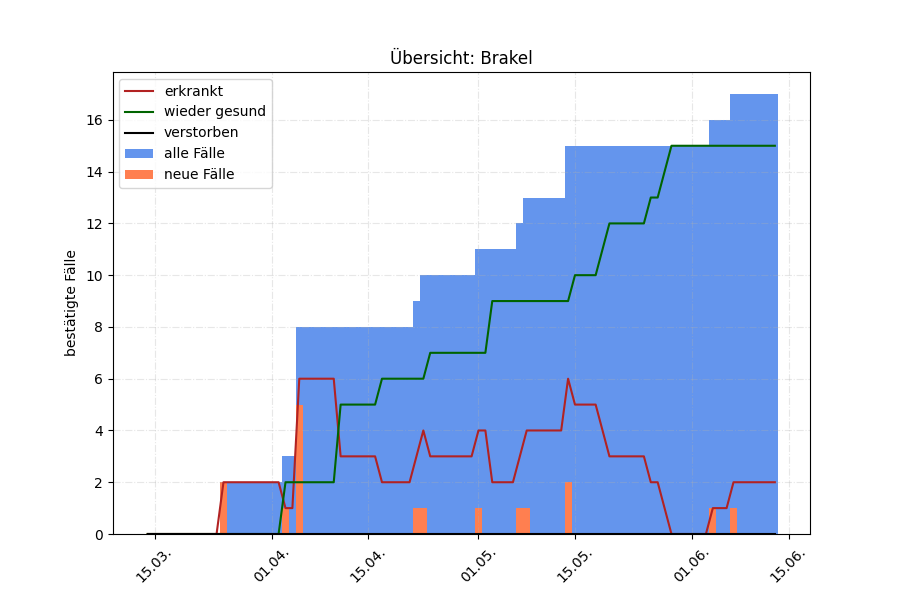 Übersicht: Brakel
erkrankt
wieder gesund
verstorben
alle Fälle
neue Fälle
bestätigte Fälle
16
14
12
10
8
6
4
2
0
15.03.
01.04.
15.04.
01.05.
15.05.
01.06.
15.06.